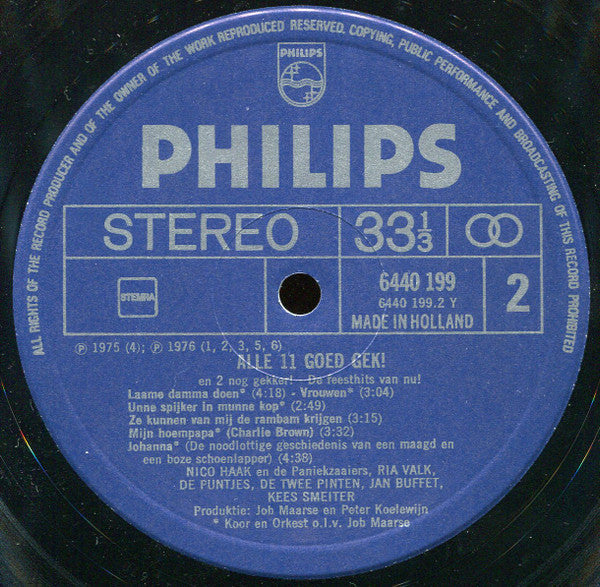 ALL RIGHTS OF THE RECORD PRODUCER AND OF THE OWNER OF THE WORK REPRODUCED RESERVED. COPYING, PUBLIC PERFORMANCE AND BROADCASTING OF THIS RECORD PROHIBITED
PHILIPS
PHILIPS
STEREO 33⅓
STEMRA 6440 199 2
6440 199.2 Y
MADE IN HOLLAND
℗ 1975 (4); ℗ 1976 (1, 2, 3, 5, 6)
ALLE 11 GOED GEK!
en 2 nog gekker! - De feesthits van nu!
Laame damma doen* (4:18) - Vrouwen* (3:04)
Unne spijker in munne kop* (2:49)
Ze kunnen van mij de rambam krijgen (3:15)
Mijn hoempapa* (Charlie Brown) (3:32)
Johanna* (De noodlottige geschiedenis van een maagd en
een boze schoenlapper) (4:38)
NICO HAAK en de Paniekzaaiers, RIA VALK,
DE PUNTJES, DE TWEE PINTEN, JAN BUFFET,
KEES SMEITER
Produktie: Job Maarse en Peter Koelewijn
* Koor en Orkest o.l.v. Job Maarse